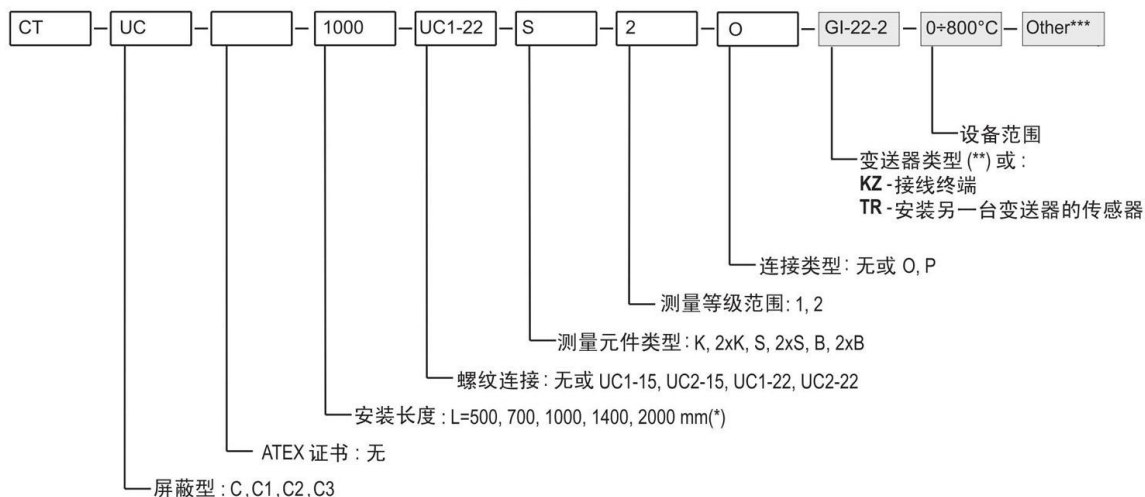 CT - UC - - 1000 - UC1-22 - S - 2 - O - GI-22-2 - 0÷800°C - Other***
设备范围
变送器类型 (**) 或 :
KZ -接线终端
TR -安装另一台变送器的传感器
连接类型: 无或 O, P
测量等级范围: 1, 2
测量元件类型: K, 2xK, S, 2xS, B, 2xB
螺纹连接: 无或 UC1-15, UC2-15, UC1-22, UC2-22
安装长度 : L=500, 700, 1000, 1400, 2000 mm(*)
ATEX 证书 : 无
屏蔽型 : C,C1,C2,C3